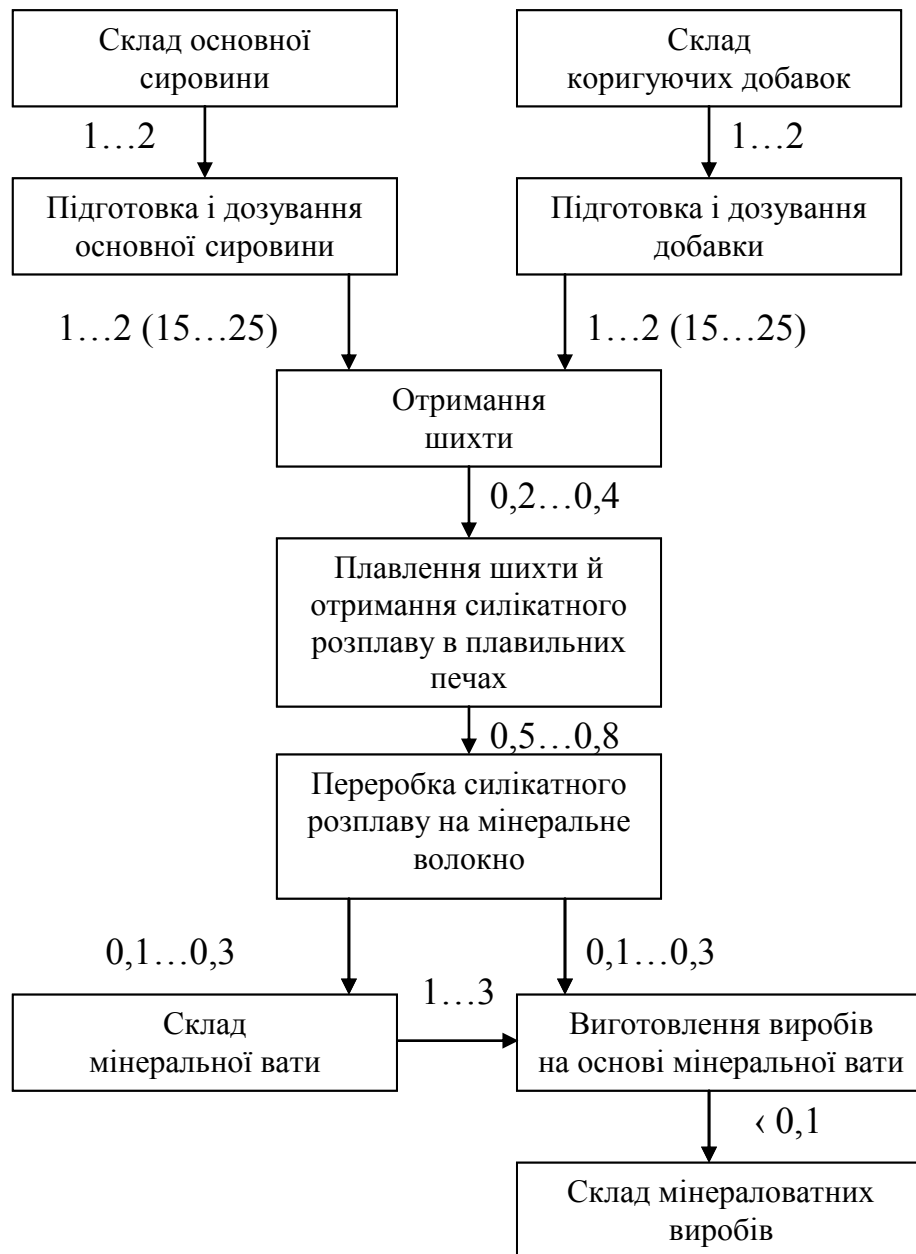 Склад основної
сировини
Склад
коригуючих добавок
1…2
1…2
Підготовка і дозування
основної сировини
Підготовка і дозування
добавки
1…2 (15…25)
1…2 (15…25)
Отримання
шихти
0,2…0,4
Плавлення шихти й
отримання силікатного
розплаву в плавильних
печах
0,5…0,8
Переробка силікатного
розплаву на мінеральне
волокно
0,1…0,3
0,1…0,3
Склад
мінеральної вати
1…3
Виготовлення виробів
на основі мінеральної вати
‹ 0,1
Склад мінераловатних
виробів